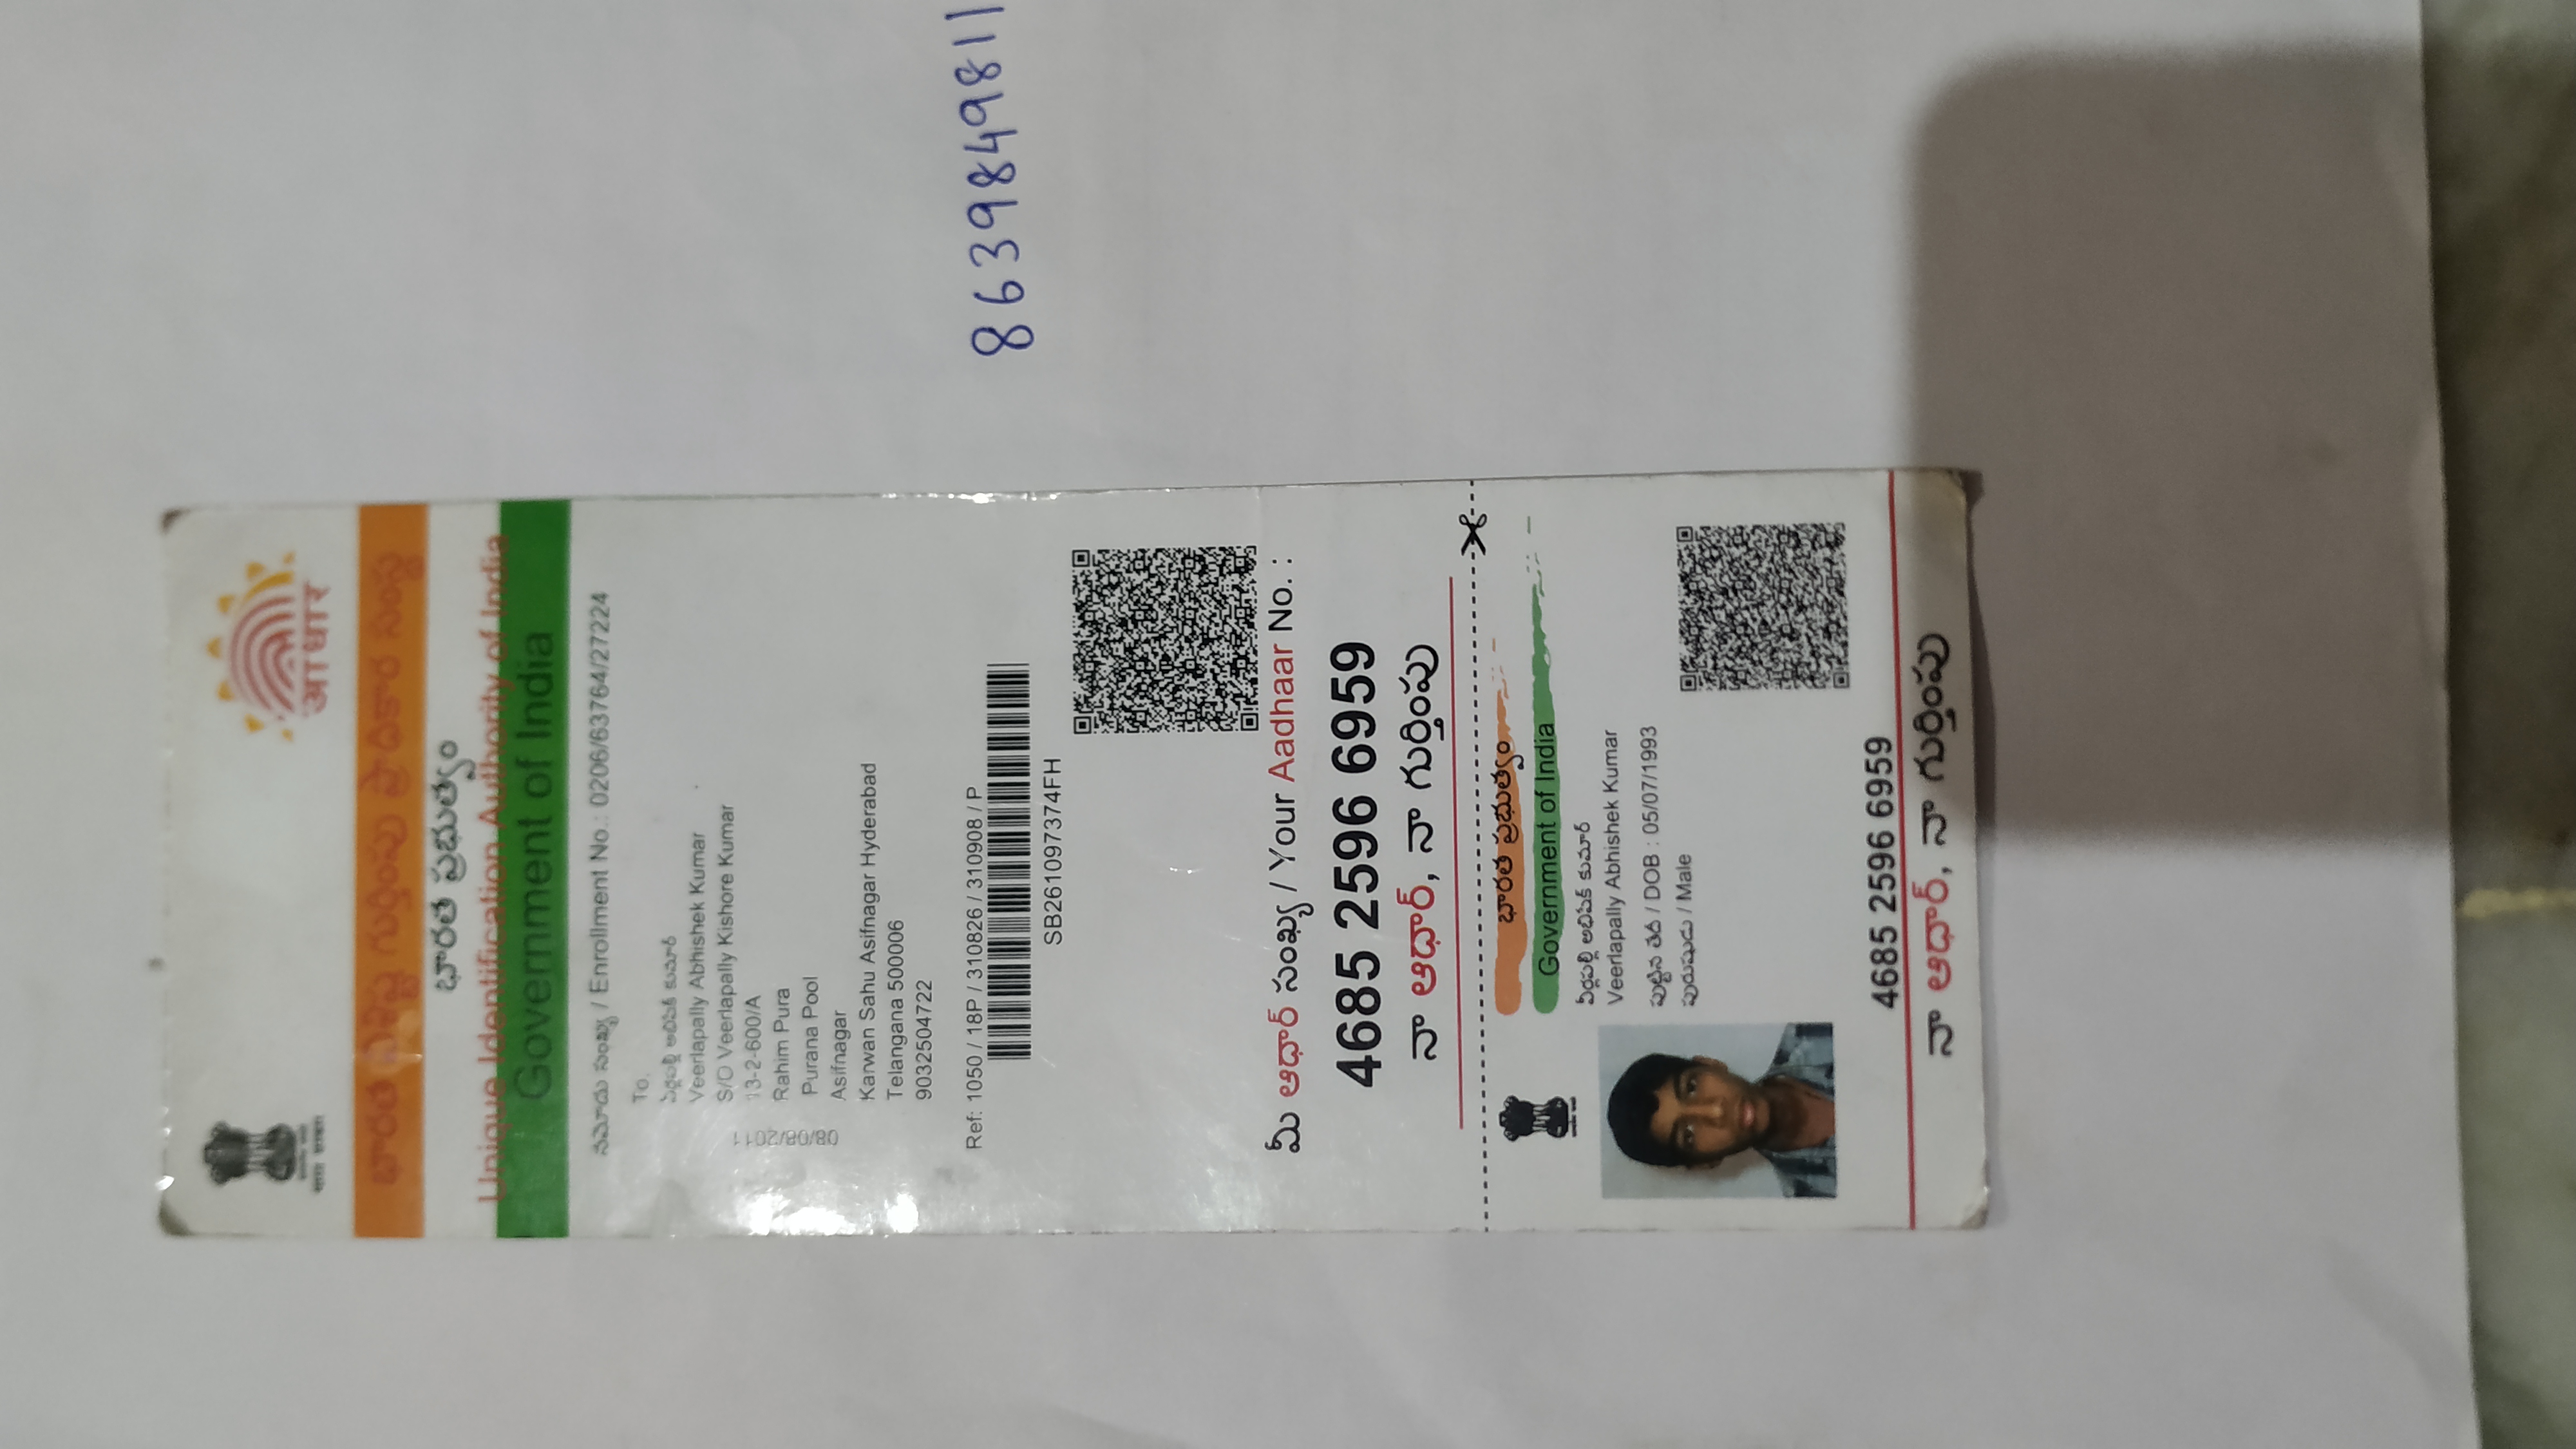 भारत सरकार
आधार
భారత విశిష్ట గుర్తింపు ప్రాధికార సంస్థ
భారత ప్రభుత్వం
Unique Identification Authority of India
Government of India
నమోదు సంఖ్య / Enrollment No.: 0206/63764/27224
To,
వీర్లపల్లి అభిషేక్ కుమార్
Veerlapally Abhishek Kumar
S/O Veerlapally Kishore Kumar
13-2-600/A
Rahim Pura
Purana Pool
Asifnagar
Karwan Sahu Asifnagar Hyderabad
Telangana 500006
9032504722
08/08/2011
Ref: 1050 / 18P / 310826 / 310908 / P
SB261097374FH
8639849811
మీ ఆధార్ సంఖ్య / Your Aadhaar No. :
4685 2596 6959
నా ఆధార్, నా గుర్తింపు
భారత ప్రభుత్వం
Government of India
వీర్లపల్లి అభిషేక్ కుమార్
Veerlapally Abhishek Kumar
పుట్టిన తేదీ / DOB : 05/07/1993
పురుషుడు / Male
4685 2596 6959
నా ఆధార్, నా గుర్తింపు